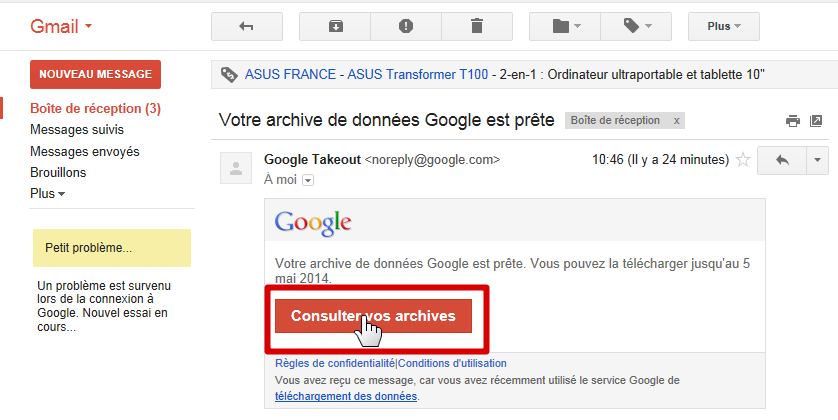 Gmail
Plus
NOUVEAU MESSAGE
Boîte de réception (3)
Messages suivis
Messages envoyés
Brouillons
Plus
Petit problème...
Un problème est survenu
lors de la connexion à
Google. Nouvel essai en
cours...
ASUS FRANCE - ASUS Transformer T100 - 2-en-1 : Ordinateur ultraportable et tablette 10"
Votre archive de données Google est prête Boîte de réception x
Google Takeout <noreply@google.com> 10:46 (Il y a 24 minutes)
À moi
Google
Votre archive de données Google est prête. Vous pouvez la télécharger jusqu'au 5
mai 2014.
Consulter vos archives
Règles de confidentialité|Conditions d'utilisation
Vous avez reçu ce message, car vous avez récemment utilisé le service Google de
téléchargement des données.